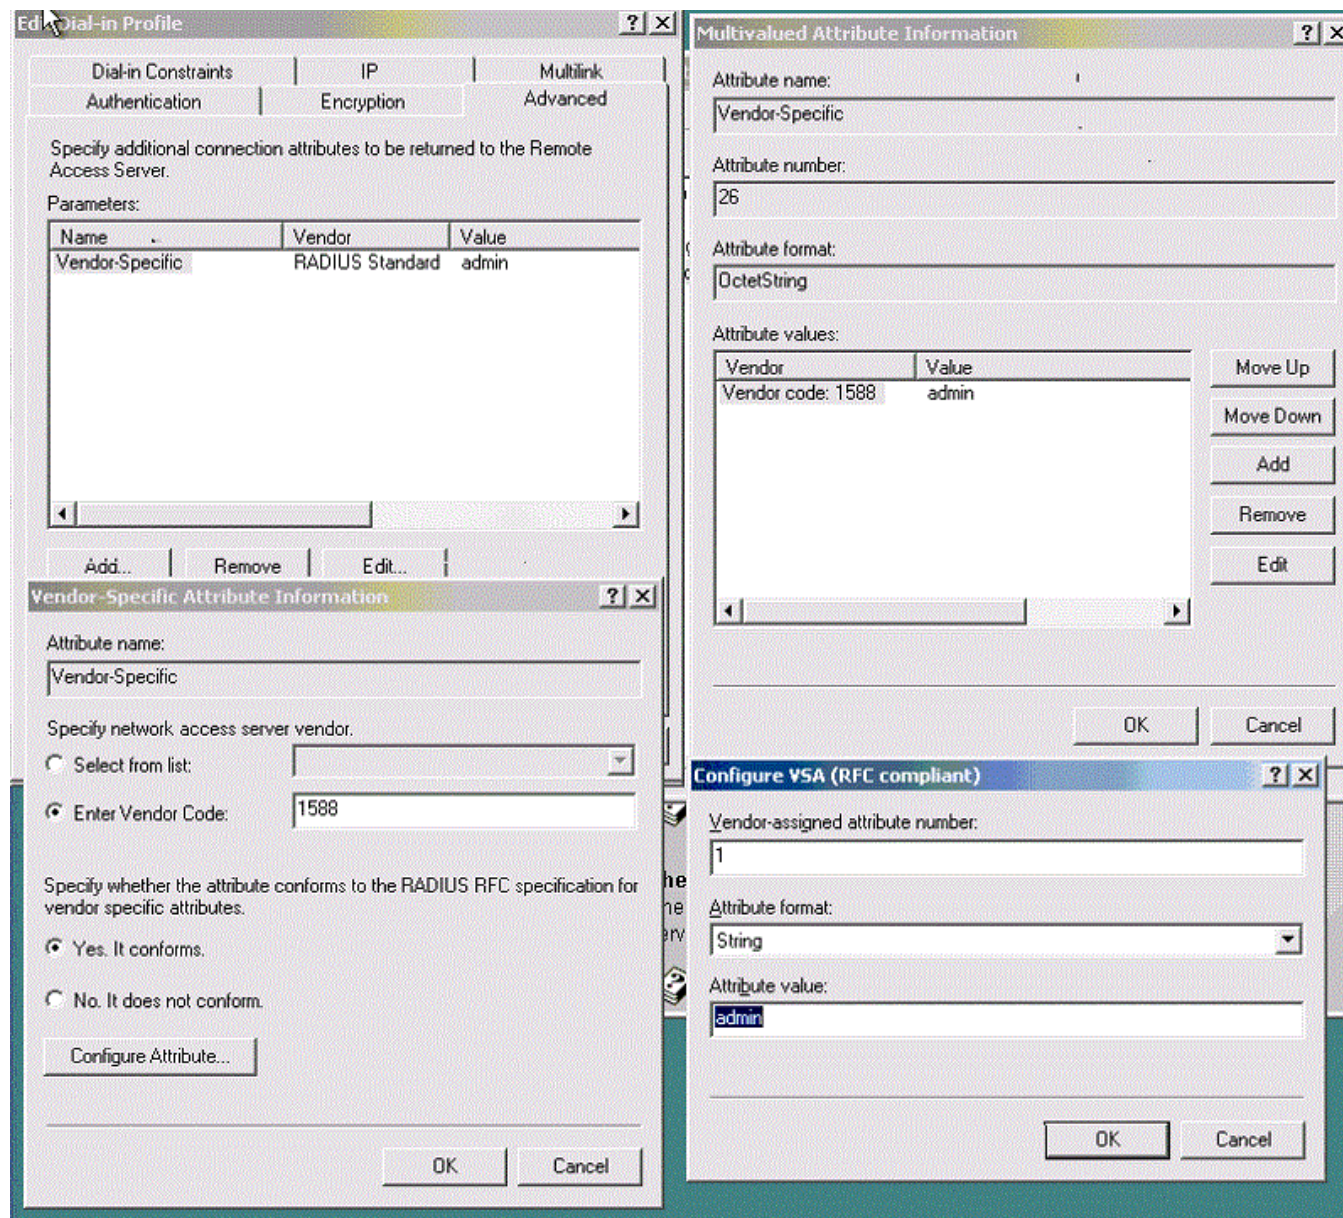 Edit Dial-in Profile
Dial-in Constraints
IP
Multilink
Authentication
Encryption
Advanced
Specify additional connection attributes to be returned to the Remote
Access Server.
Parameters:
Name Vendor Value
Vendor-Specific RADIUS Standard admin
Add...
Remove
Edit...
Vendor-Specific Attribute Information
Attribute name:
Vendor-Specific
Specify network access server vendor.
Select from list:
Enter Vendor Code: 1588
Specify whether the attribute conforms to the RADIUS RFC specification for
vendor specific attributes.
Yes. It conforms.
No. It does not conform.
Configure Attribute...
OK
Cancel
Multivalued Attribute Information
Attribute name:
Vendor-Specific
Attribute number:
26
Attribute format:
OctetString
Attribute values:
Vendor Value
Vendor code: 1588 admin
Move Up
Move Down
Add
Remove
Edit
OK
Cancel
Configure VSA (RFC compliant)
Vendor-assigned attribute number:
1
Attribute format:
String
Attribute value:
admin
OK
Cancel